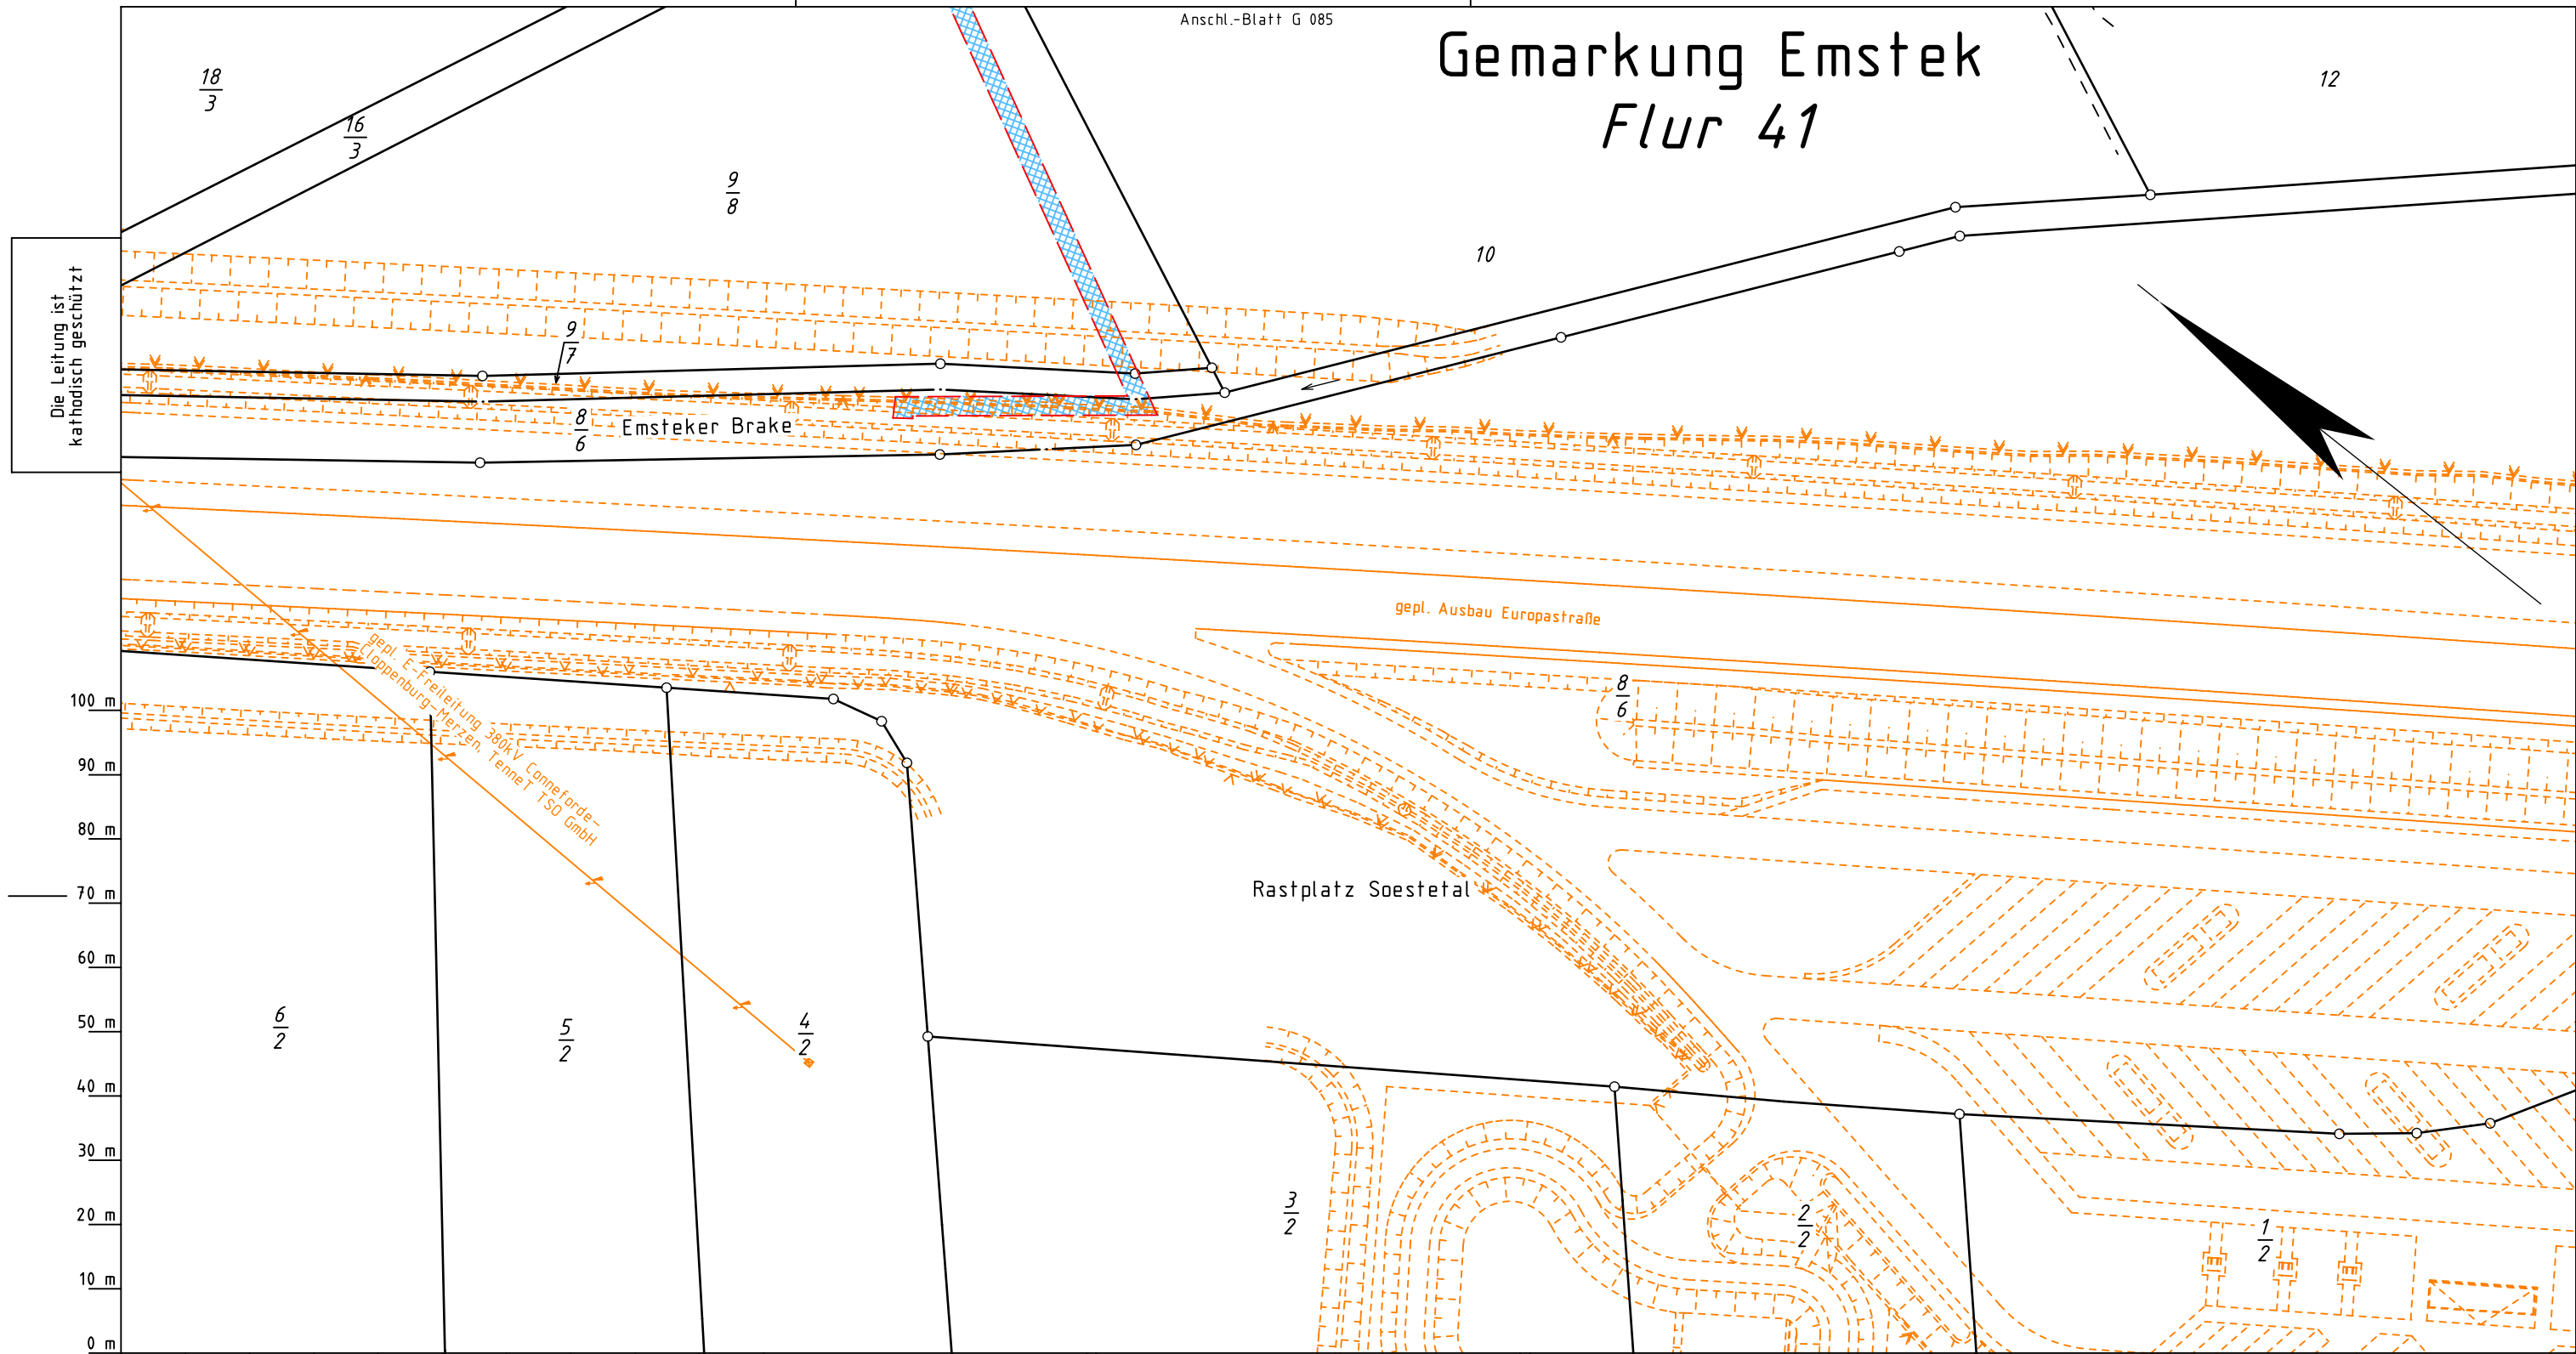 Anschl.-Blatt G 085
Gemarkung Emstek
Flur 41
18
3
16
3
9
8
12
10
Die Leitung ist
kathodisch geschützt
9
7
8
6
Emsteker Brake
gepl. Ausbau Europastraße
gepl. E-Freileitung 380kV Conneforde-
Cloppenburg-Merzen, TenneT TSO GmbH
8
6
Rastplatz Soestetal
100 m
90 m
80 m
70 m
60 m
50 m
40 m
30 m
20 m
10 m
0 m
6
2
5
2
4
2
3
2
2
2
1
2